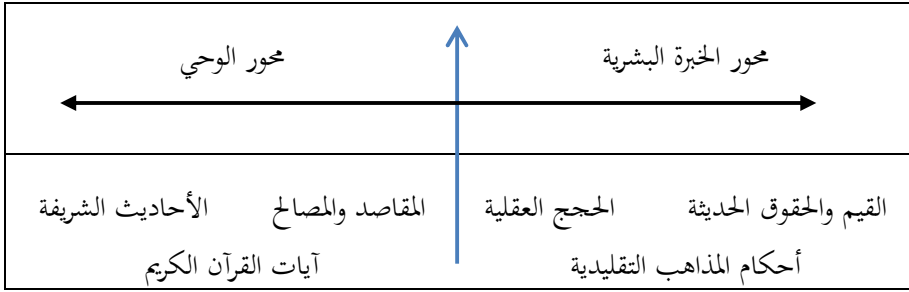 محور الخبرة البشرية محور الوحي
القيم والحقوق الحديثة الحجج العقلية المقاصد والمصالح الأحاديث الشريفة
أحكام المذاهب التقليدية آيات القرآن الكريم